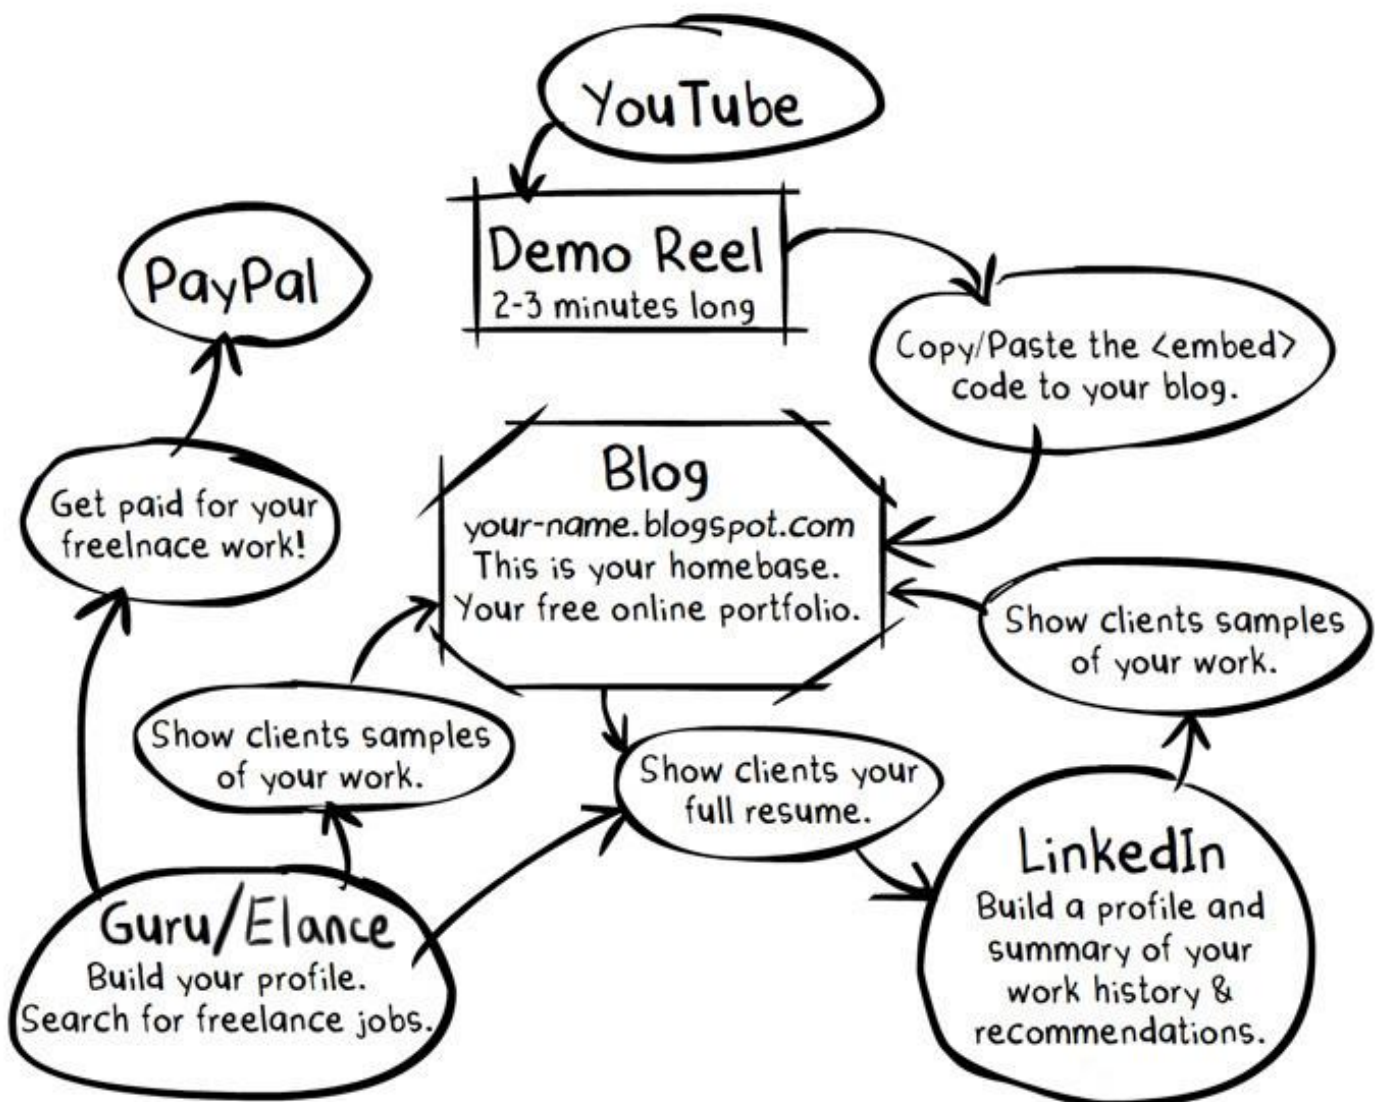 YouTube
Demo Reel
2-3 minutes long
PayPal
Copy/Paste the <embed>
code to your blog.
Blog
your-name.blogspot.com
This is your homebase.
Your free online portfolio.
Get paid for your
freelnace work!
Show clients samples
of your work.
Show clients samples
of your work.
Show clients your
full resume.
LinkedIn
Build a profile and
summary of your
work history &
recommendations.
Guru/Elance
Build your profile.
Search for freelance jobs.